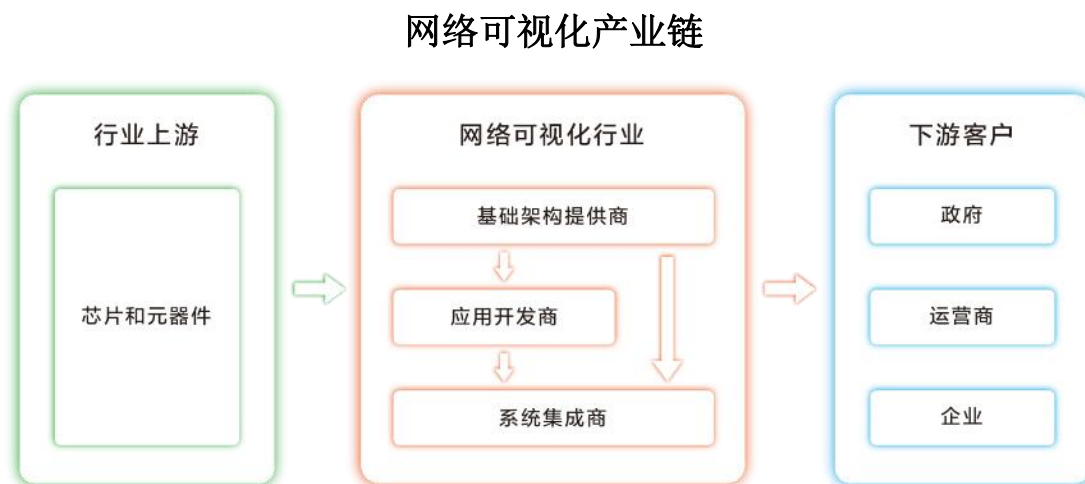 网络可视化产业链
行业上游
芯片和元器件
网络可视化行业
基础架构提供商
应用开发商
系统集成商
下游客户
政府
运营商
企业